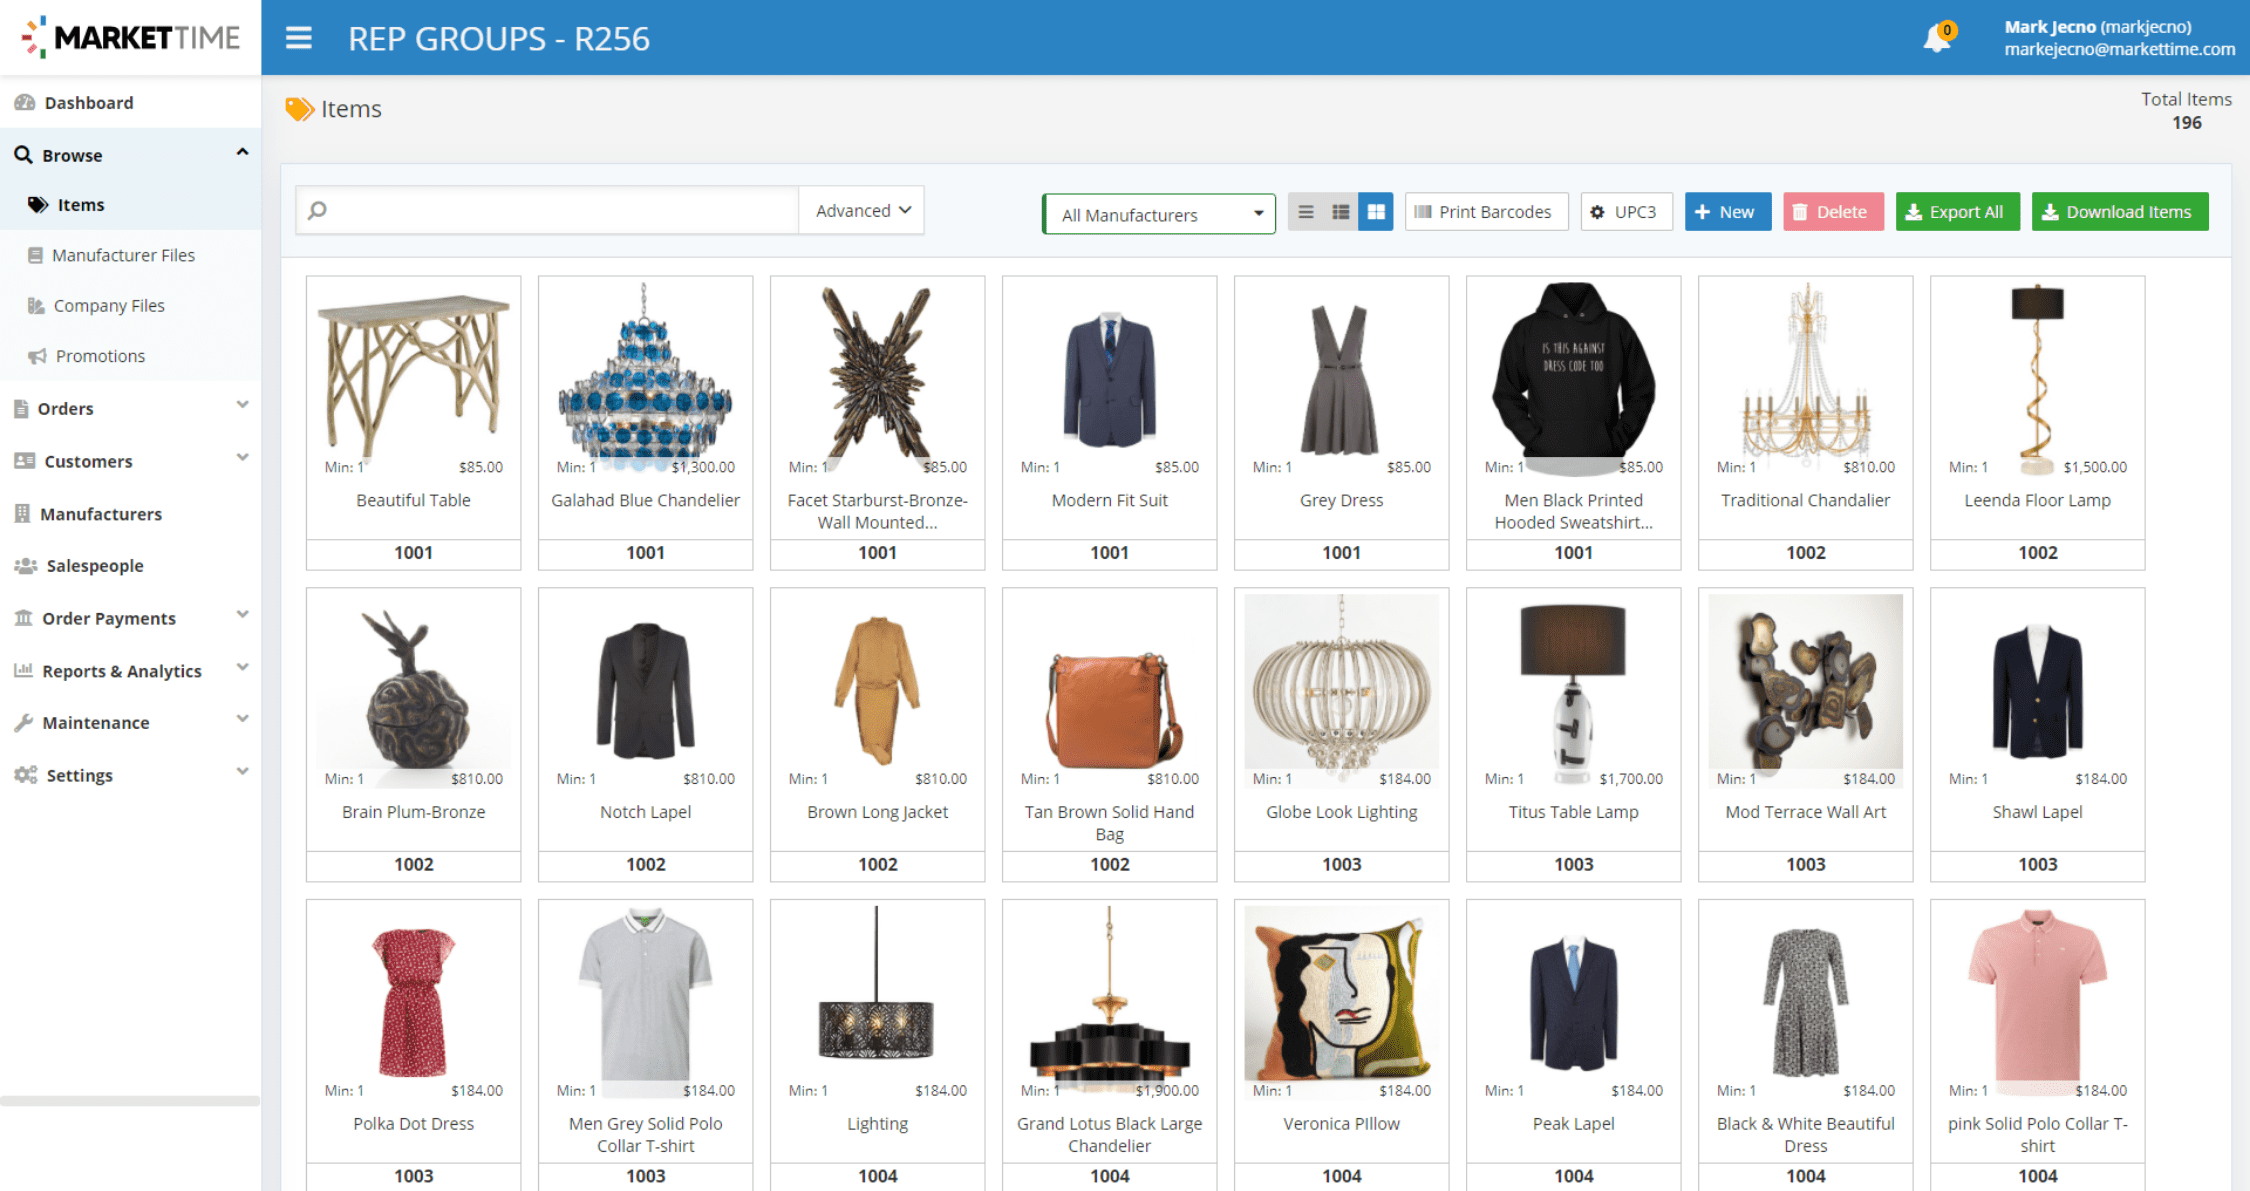 MARKETTIME
REP GROUPS - R256
0
Mark Jecno (markjecno)
markejecno@markettime.com
Dashboard
Browse
Items
Manufacturer Files
Company Files
Promotions
Orders
Customers
Manufacturers
Salespeople
Order Payments
Reports & Analytics
Maintenance
Settings
Items
Total Items
196
Advanced
All Manufacturers
Print Barcodes
UPC3
New
Delete
Export All
Download Items
Min: 1 $85.00
Beautiful Table
1001
Min: 1 $1,300.00
Galahad Blue Chandelier
1001
Min: 1 $85.00
Facet Starburst-Bronze-
Wall Mounted...
1001
Min: 1 $85.00
Modern Fit Suit
1001
Min: 1 $85.00
Grey Dress
1001
IS THIS AGAINST
DRESS CODE TOO
Min: 1 $85.00
Men Black Printed
Hooded Sweatshirt...
1001
Min: 1 $810.00
Traditional Chandalier
1002
Min: 1 $1,500.00
Leenda Floor Lamp
1002
Min: 1 $810.00
Brain Plum-Bronze
1002
Min: 1 $810.00
Notch Lapel
1002
Min: 1 $810.00
Brown Long Jacket
1002
Min: 1 $810.00
Tan Brown Solid Hand
Bag
1002
Min: 1 $184.00
Globe Look Lighting
1003
Min: 1 $1,700.00
Titus Table Lamp
1003
Min: 1 $184.00
Mod Terrace Wall Art
1003
Min: 1 $184.00
Shawl Lapel
1003
Min: 1 $184.00
Polka Dot Dress
1003
Min: 1 $184.00
Men Grey Solid Polo
Collar T-shirt
1003
Min: 1 $184.00
Lighting
1004
Min: 1 $1,900.00
Grand Lotus Black Large
Chandelier
1004
Min: 1 $184.00
Veronica PIllow
1004
Min: 1 $184.00
Peak Lapel
1004
Min: 1 $184.00
Black & White Beautiful
Dress
1004
Min: 1 $184.00
pink Solid Polo Collar T-
shirt
1004